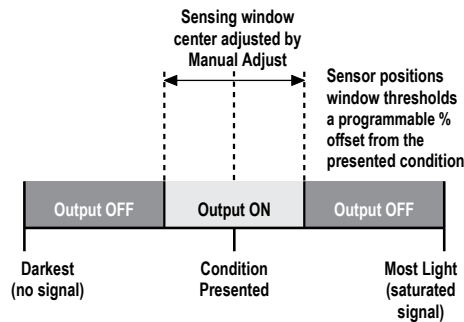 Sensing window
center adjusted by
Manual Adjust
Sensor positions
window thresholds
a programmable %
offset from the
presented condition
Output OFF
Output ON
Output OFF
Darkest
(no signal)
Condition
Presented
Most Light
(saturated
signal)